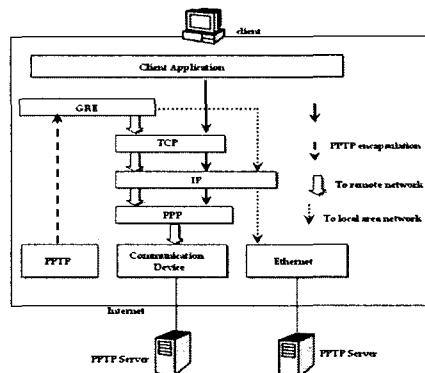 client
Client Application
GRE
TCP
PPTP encapsulation
IP
To remote network
PPP
To local area network
PPTP
Communication
Device
Ethernet
Internet
PPTP Server
PPTP Server